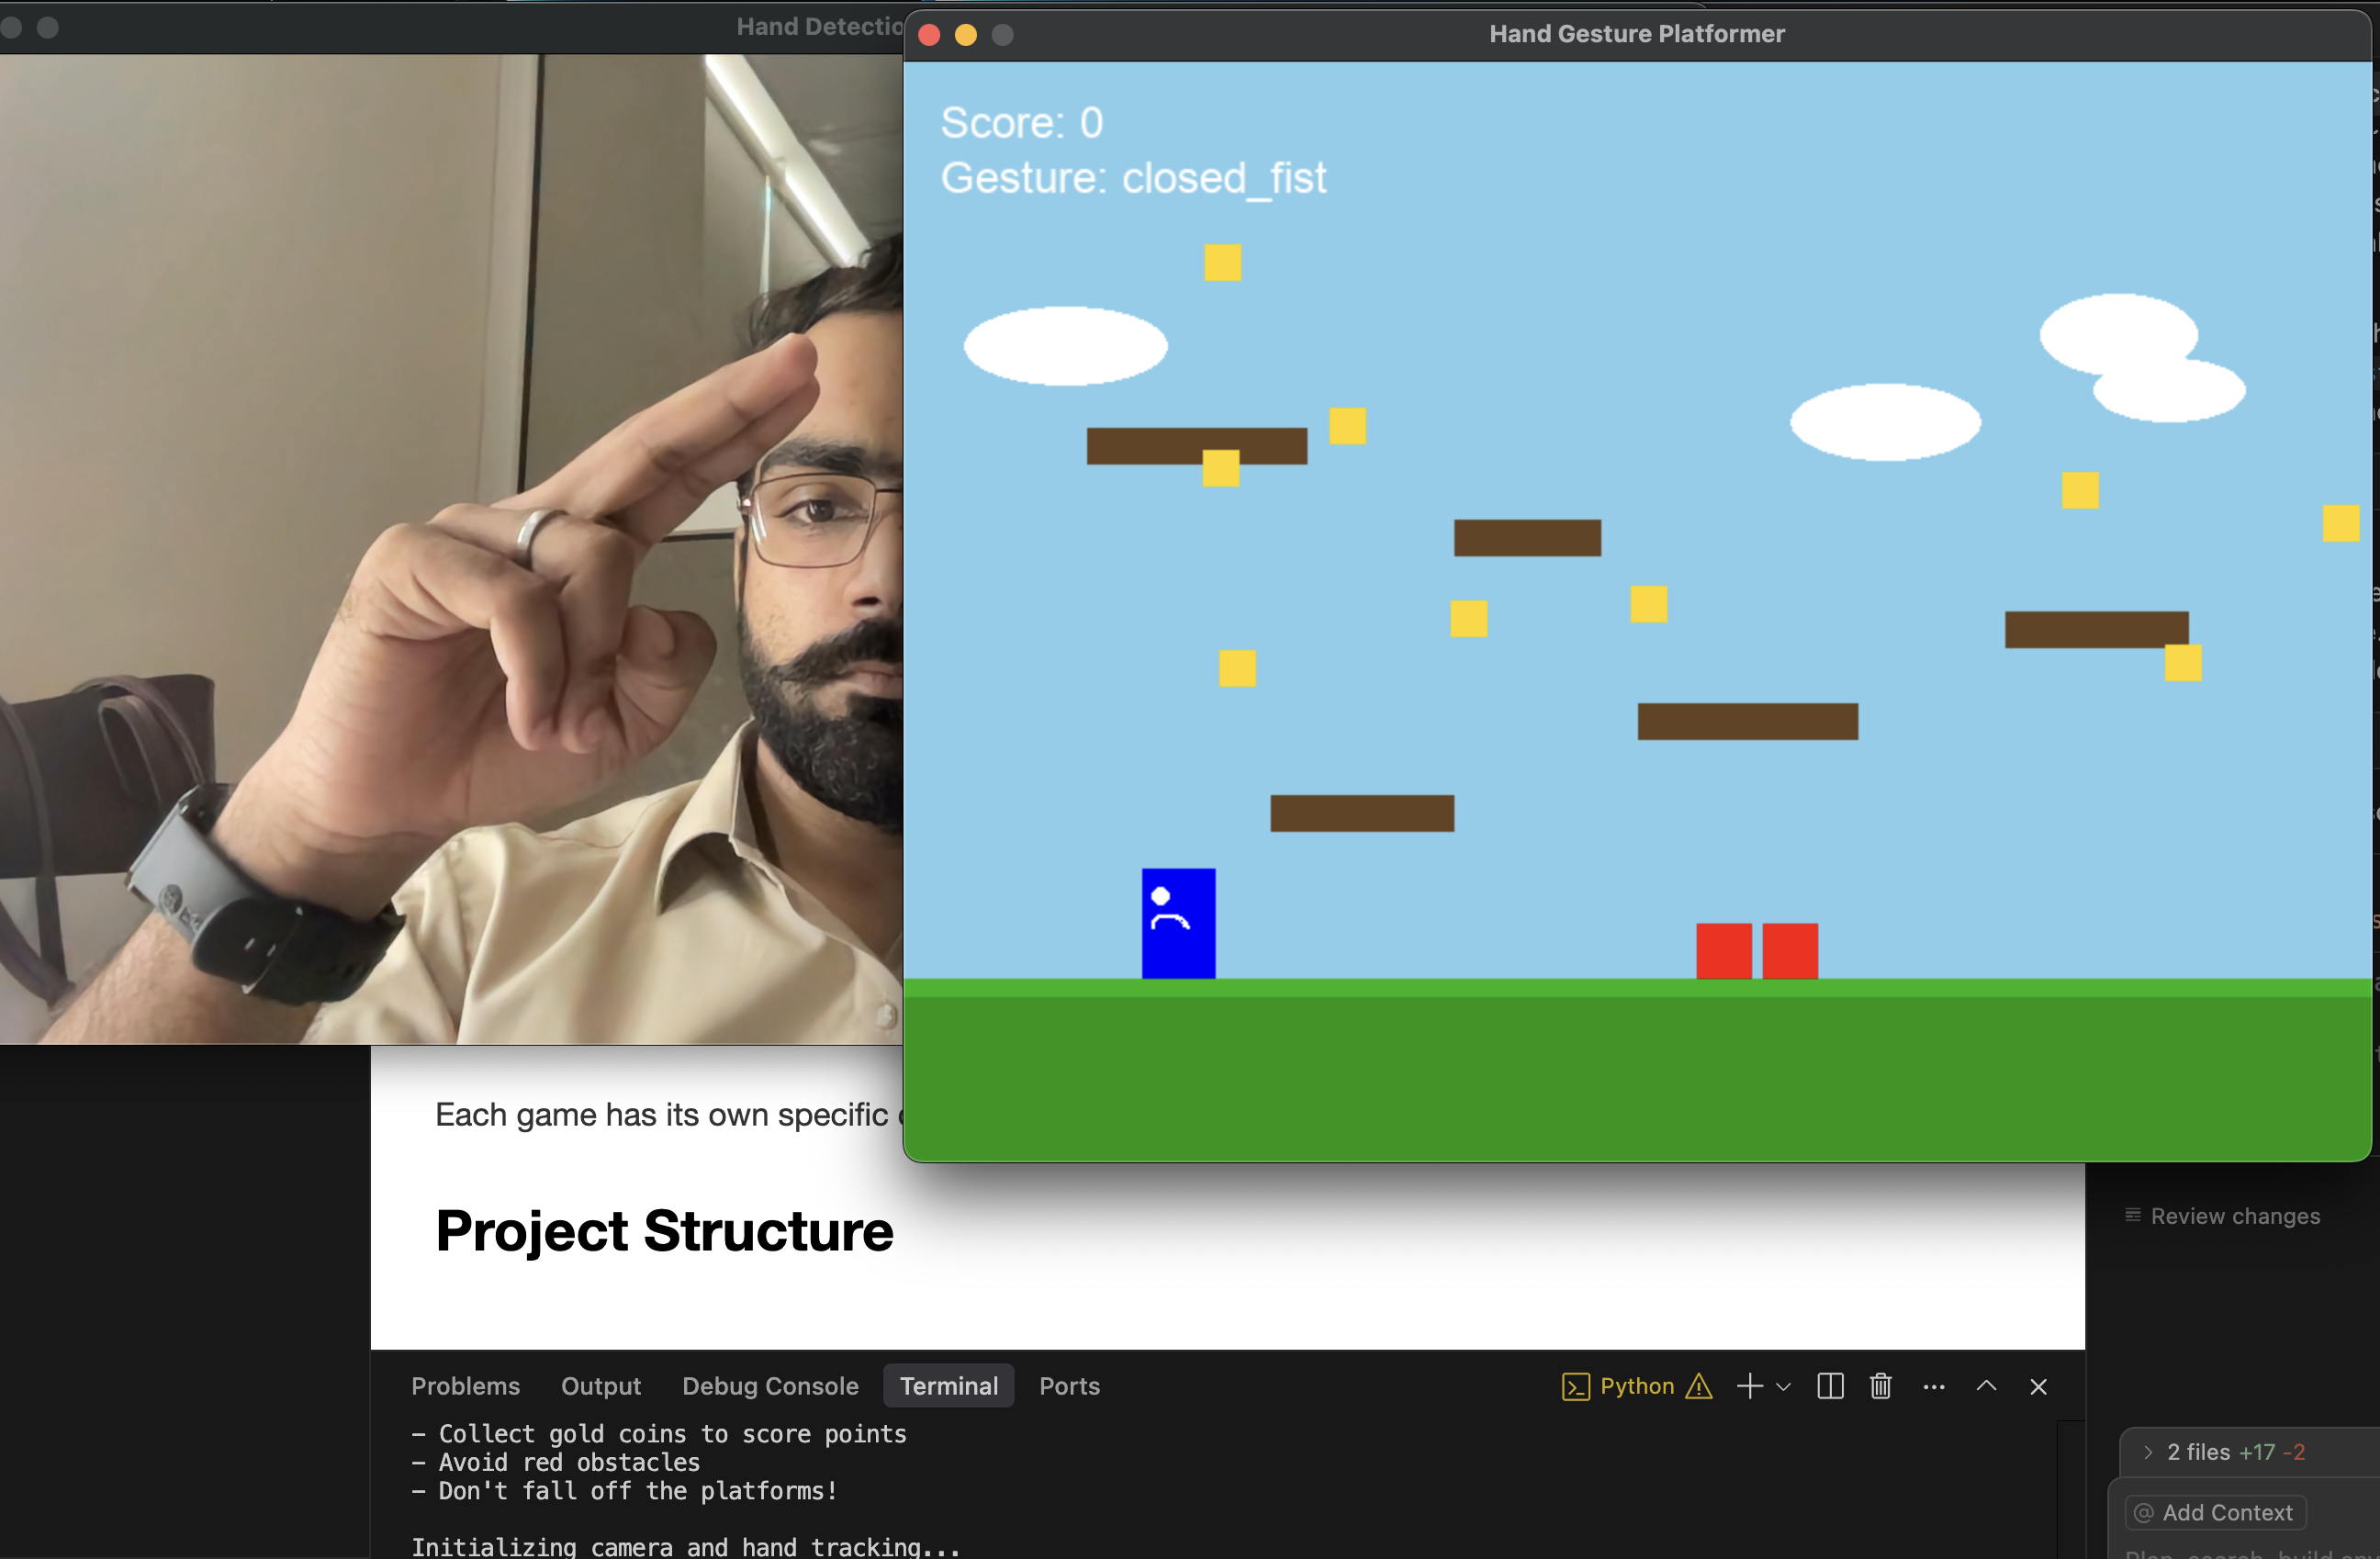 Hand Detectio
Hand Gesture Platformer
Score: 0
Gesture: closed_fist
Each game has its own specific
Project Structure
Review changes
Problems Output Debug Console Terminal Ports
Python
- Collect gold coins to score points
- Avoid red obstacles
- Don't fall off the platforms!
Initializing camera and hand tracking...
2 files +17 -2
@ Add Context